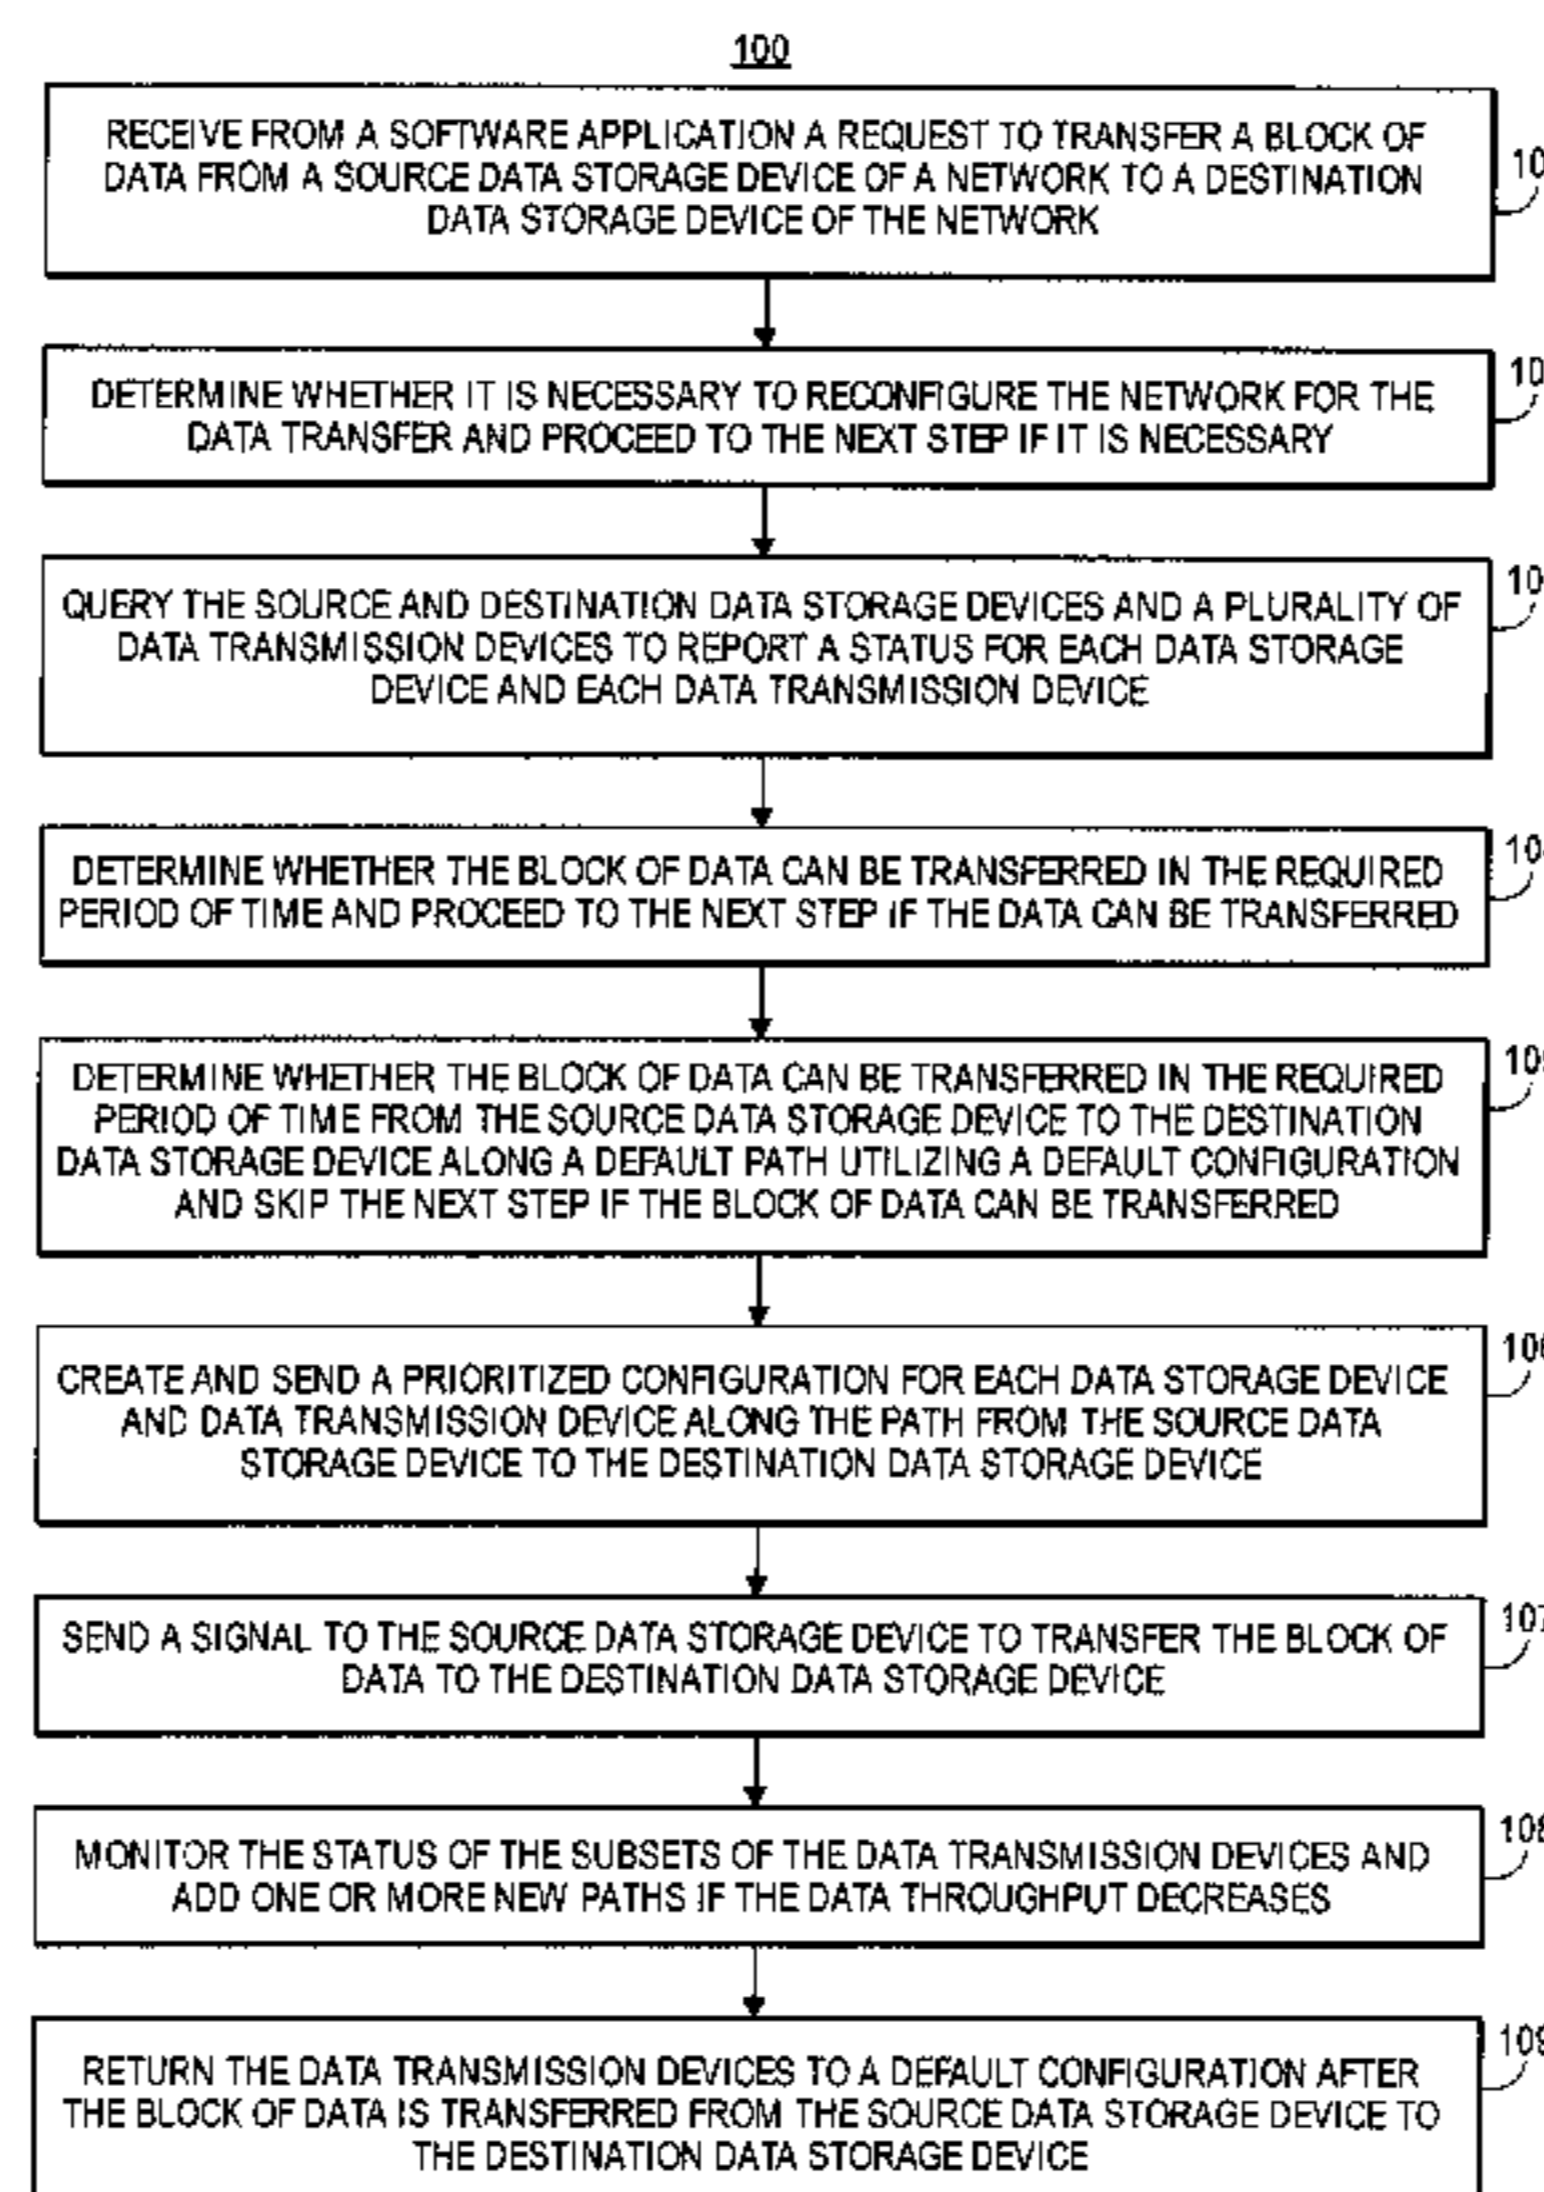 100
RECEIVE FROM A SOFTWARE APPLICATION A REQUEST TO TRANSFER A BLOCK OF
DATA FROM A SOURCE DATA STORAGE DEVICE OF A NETWORK TO A DESTINATION
DATA STORAGE DEVICE OF THE NETWORK
10
DETERMINE WHETHER IT IS NECESSARY TO RECONFIGURE THE NETWORK FOR THE
DATA TRANSFER AND PROCEED TO THE NEXT STEP IF IT IS NECESSARY
10
QUERY THE SOURCE AND DESTINATION DATA STORAGE DEVICES AND A PLURALITY OF
DATA TRANSMISSION DEVICES TO REPORT A STATUS FOR EACH DATA STORAGE
DEVICE AND EACH DATA TRANSMISSION DEVICE
10
DETERMINE WHETHER THE BLOCK OF DATA CAN BE TRANSFERRED IN THE REQUIRED
PERIOD OF TIME AND PROCEED TO THE NEXT STEP IF THE DATA CAN BE TRANSFERRED
10
DETERMINE WHETHER THE BLOCK OF DATA CAN BE TRANSFERRED IN THE REQUIRED
PERIOD OF TIME FROM THE SOURCE DATA STORAGE DEVICE TO THE DESTINATION
DATA STORAGE DEVICE ALONG A DEFAULT PATH UTILIZING A DEFAULT CONFIGURATION
AND SKIP THE NEXT STEP IF THE BLOCK OF DATA CAN BE TRANSFERRED
105
CREATE AND SEND A PRIORITIZED CONFIGURATION FOR EACH DATA STORAGE DEVICE
AND DATA TRANSMISSION DEVICE ALONG THE PATH FROM THE SOURCE DATA
STORAGE DEVICE TO THE DESTINATION DATA STORAGE DEVICE
106
SEND A SIGNAL TO THE SOURCE DATA STORAGE DEVICE TO TRANSFER THE BLOCK OF
DATA TO THE DESTINATION DATA STORAGE DEVICE
107
MONITOR THE STATUS OF THE SUBSETS OF THE DATA TRANSMISSION DEVICES AND
ADD ONE OR MORE NEW PATHS IF THE DATA THROUGHPUT DECREASES
108
RETURN THE DATA TRANSMISSION DEVICES TO A DEFAULT CONFIGURATION AFTER
THE BLOCK OF DATA IS TRANSFERRED FROM THE SOURCE DATA STORAGE DEVICE TO
THE DESTINATION DATA STORAGE DEVICE
109